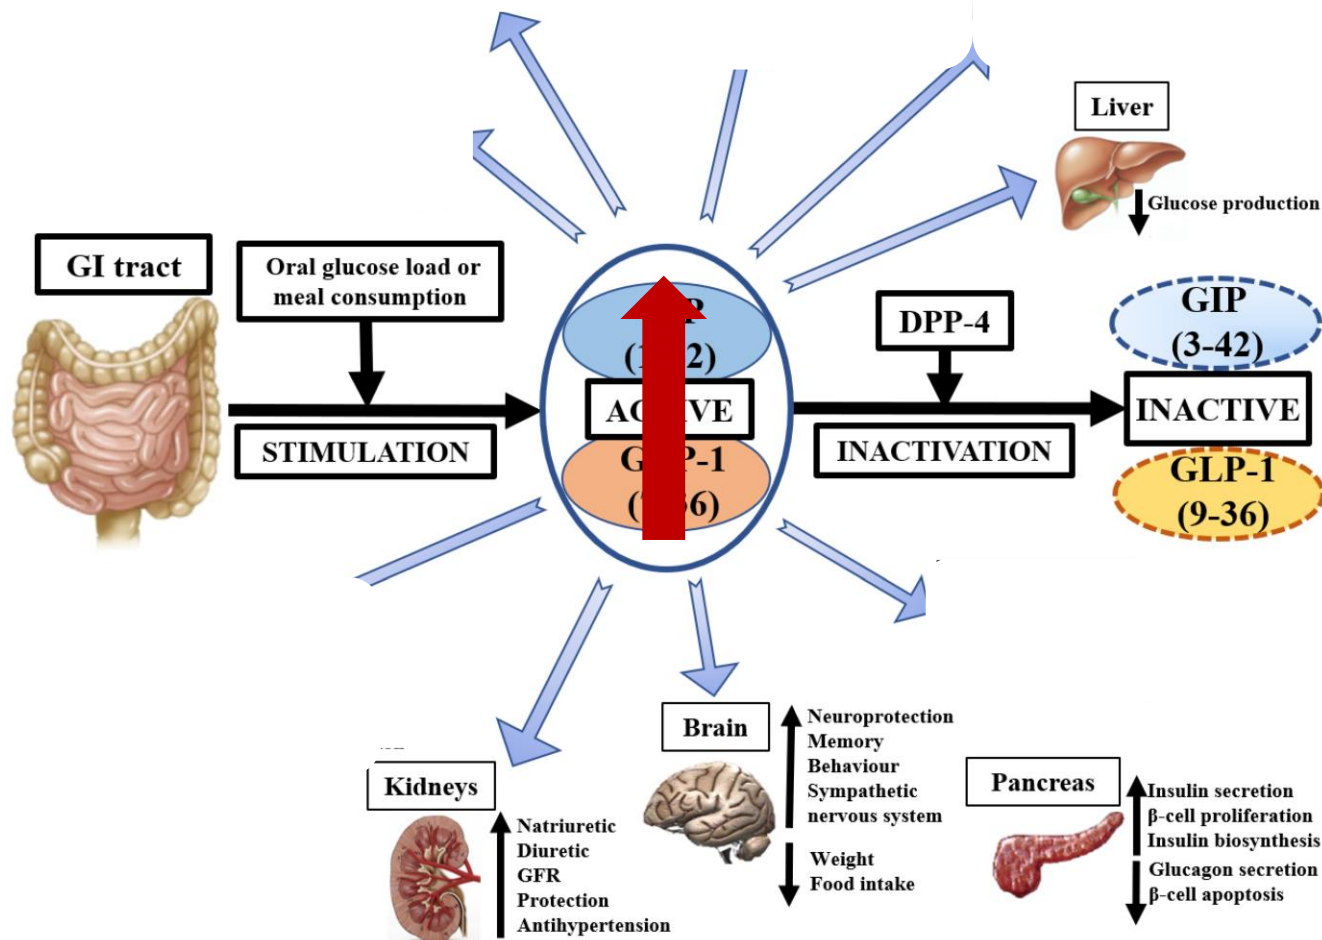 Liver
Glucose production
GI tract
Oral glucose load or
meal consumption
STIMULATION
DPP-4
INACTIVATION
GIP
(3-42)
INACTIVE
GLP-1
(9-36)
Kidneys
Natriuretic
Diuretic
GFR
Protection
Antihypertension
Brain
Neuroprotection
Memory
Behaviour
Sympathetic
nervous system
Weight
Food intake
Pancreas
Insulin secretion
β-cell proliferation
Insulin biosynthesis
Glucagon secretion
β-cell apoptosis